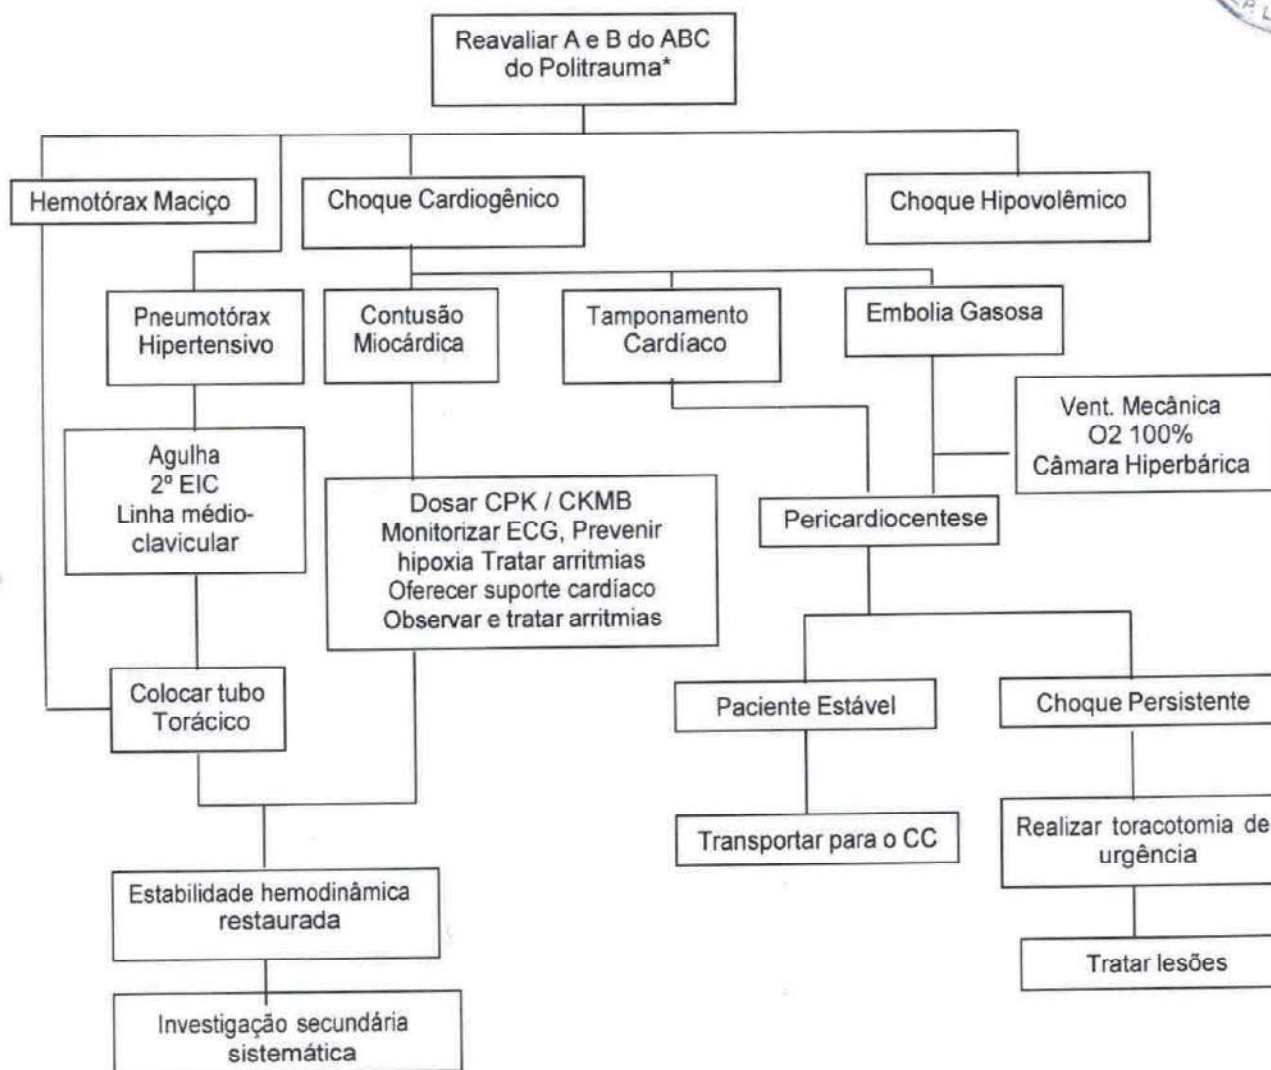 Reavaliar A e B do ABC
do Politrauma*
Hemotórax Maciço
Choque Cardiogênico
Choque Hipovolêmico
Pneumotórax
Hipertensivo
Contusão
Miocárdica
Tamponamento
Cardíaco
Embolia Gasosa
Vent. Mecânica
O2 100%
Câmara Hiperbárica
Agulha
2º EIC
Linha médio-
clavicular
Dosar CPK / CKMB
Monitorizar ECG, Prevenir
hipoxia Tratar arritmias
Oferecer suporte cardíaco
Observar e tratar arritmias
Pericardiocentese
Colocar tubo
Torácico
Paciente Estável
Choque Persistente
Transportar para o CC
Realizar toracotomia de
urgência
Estabilidade hemodinâmica
restaurada
Tratar lesões
Investigação secundária
sistemática